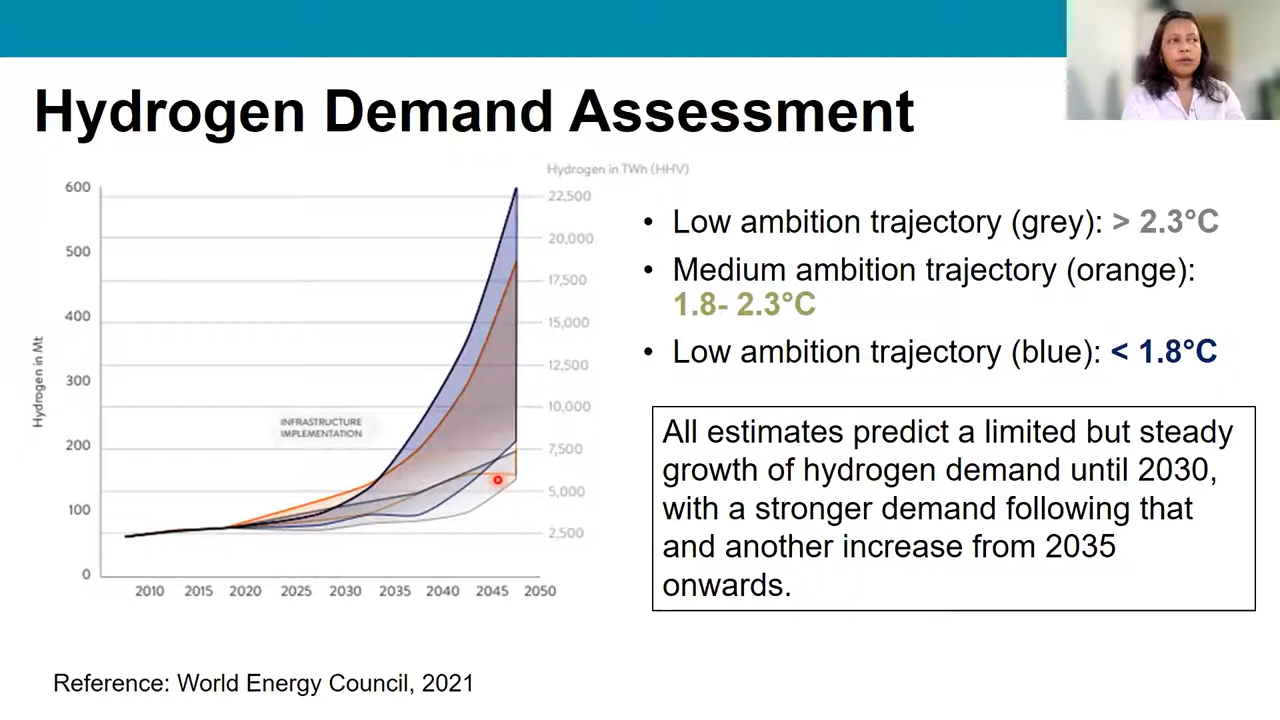 Hydrogen Demand Assessment
Hydrogen in TWh (HHV)
Hydrogen in Mt
600
500
400
300
200
100
0
22,500
20,000
17,500
15,000
12,500
10,000
7,500
5,000
2,500
INFRASTRUCTURE
IMPLEMENTATION
2010 2015 2020 2025 2030 2035 2040 2045 2050
• Low ambition trajectory (grey): > 2.3°C
• Medium ambition trajectory (orange):
1.8- 2.3°C
• Low ambition trajectory (blue): < 1.8°C
All estimates predict a limited but steady
growth of hydrogen demand until 2030,
with a stronger demand following that
and another increase from 2035
onwards.
Reference: World Energy Council, 2021